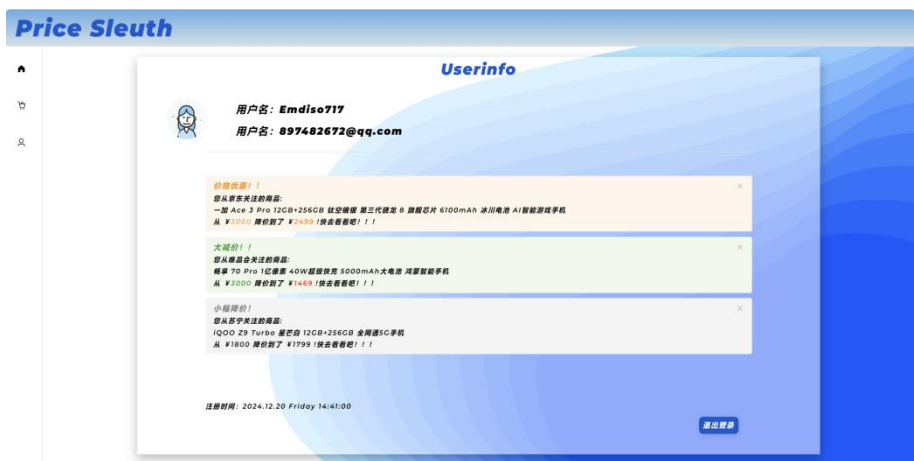 Price Sleuth
Userinfo
用户名: Emdiso717
用户名: 897482672@qq.com
价格优惠！！
您从京东关注的商品:
一加 Ace 3 Pro 12GB+256GB 钛空镜银 第三代骁龙 8 旗舰芯片 6100mAh 冰川电池 AI智能游戏手机
从 ¥3000 降价到了 ¥2499 !快去看看吧！！！
大减价！！
您从唯品会关注的商品:
畅享 70 Pro 1亿像素 40W超级快充 5000mAh大电池 鸿蒙智能手机
从 ¥3000 降价到了 ¥1469 !快去看看吧！！！
小幅降价!
您从苏宁关注的商品:
iQOO Z9 Turbo 星芒白 12GB+256GB 全网通5G手机
从 ¥1800 降价到了 ¥1799 !快去看看吧！！！
注册时间: 2024.12.20 Friday 14:41:00
退出登录